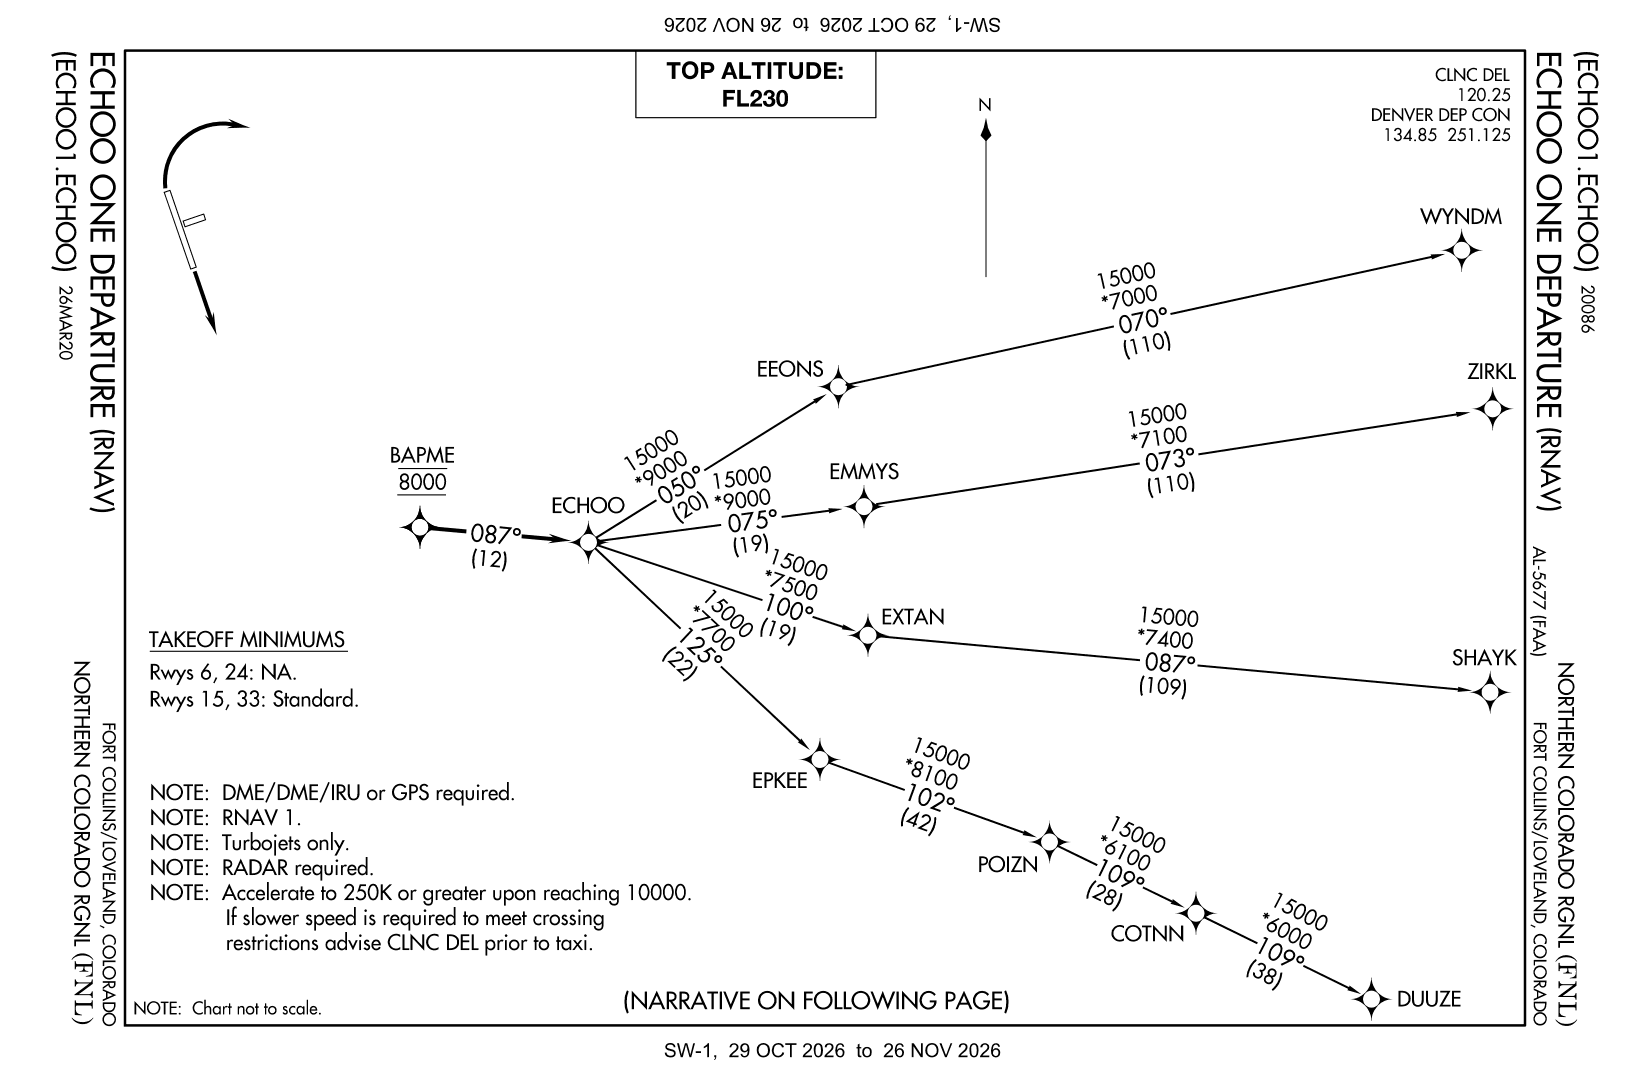 SW-1, 29 OCT 2026 to 26 NOV 2026
(ECHOO1.ECHOO) 26MAR20
ECHOO ONE DEPARTURE (RNAV)
NORTHERN COLORADO RGNL (FNL)
FORT COLLINS/LOVELAND, COLORADO
TOP ALTITUDE:
FL230
N
CLNC DEL
120.25
DENVER DEP CON
134.85 251.125
WYNDM
15000
*7000
070°
(110)
EEONS
ZIRKL
15000
*7100
073°
(110)
15000
*9000
050°
(20)
15000
*9000
075°
(19)
EMMYS
BAPME
8000
087°
(12)
ECHOO
15000
*7500
100°
(19)
EXTAN
15000
*7400
087°
(109)
SHAYK
15000
*7700
125°
(22)
EPKEE
15000
*8100
102°
(42)
POIZN
15000
*6100
109°
(28)
COTNN
15000
*6000
109°
(38)
DUUZE
TAKEOFF MINIMUMS
Rwys 6, 24: NA.
Rwys 15, 33: Standard.
NOTE: DME/DME/IRU or GPS required.
NOTE: RNAV 1.
NOTE: Turbojets only.
NOTE: RADAR required.
NOTE: Accelerate to 250K or greater upon reaching 10000.
If slower speed is required to meet crossing
restrictions advise CLNC DEL prior to taxi.
NOTE: Chart not to scale.
(NARRATIVE ON FOLLOWING PAGE)
(ECHOO1.ECHOO) 20086
ECHOO ONE DEPARTURE (RNAV)
AL-5677 (FAA)
NORTHERN COLORADO RGNL (FNL)
FORT COLLINS/LOVELAND, COLORADO
SW-1, 29 OCT 2026 to 26 NOV 2026